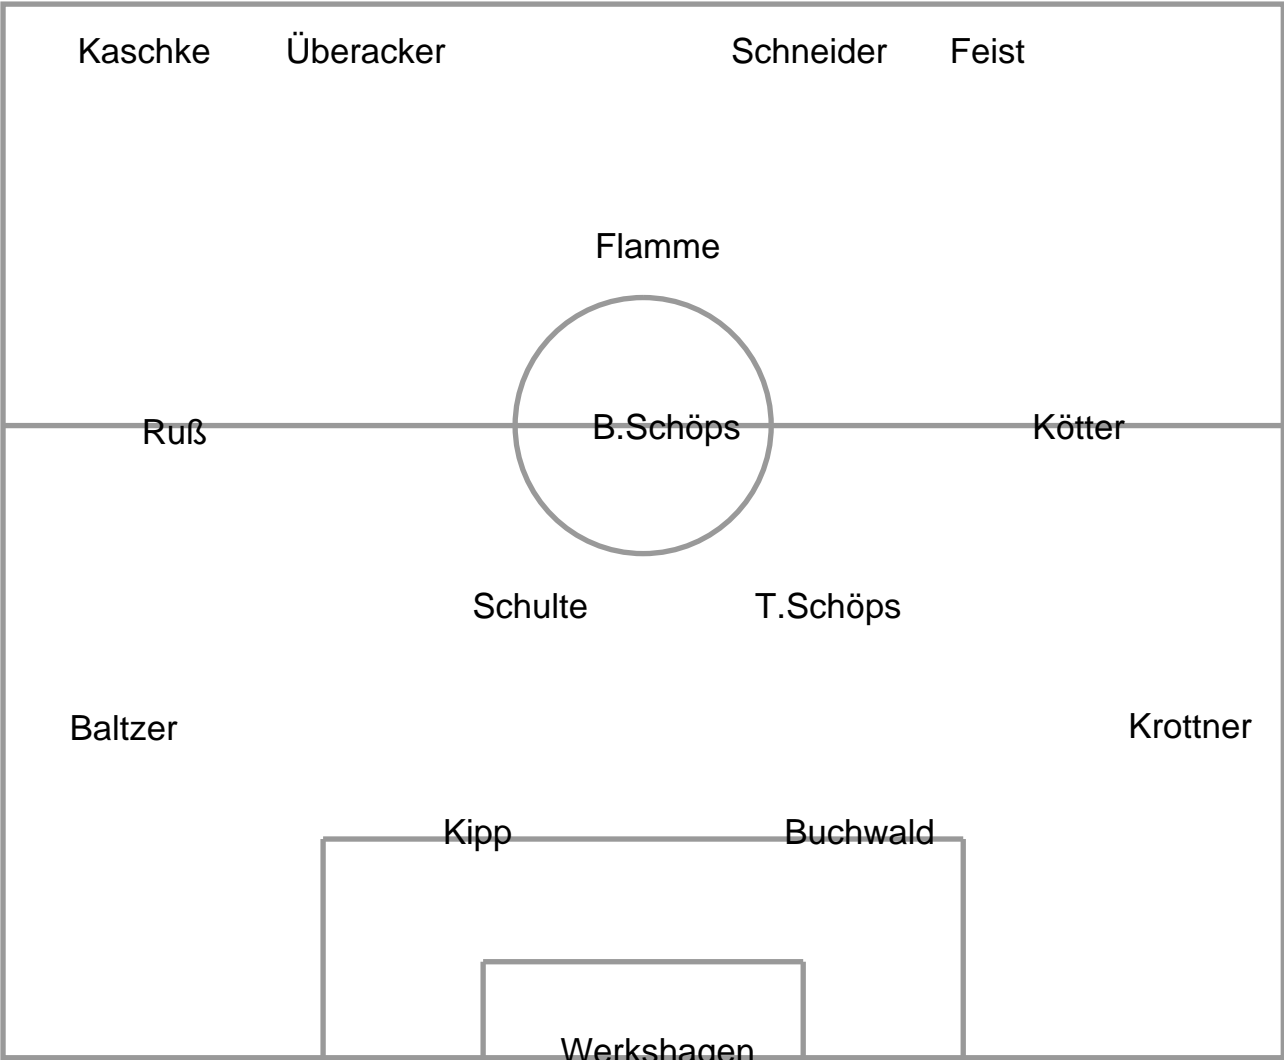 Kaschke Überacker Schneider Feist
Flamme
Ruß B.Schöps Kötter
Schulte T.Schöps
Baltzer Krottner
Kipp Buchwald
Werkshagen